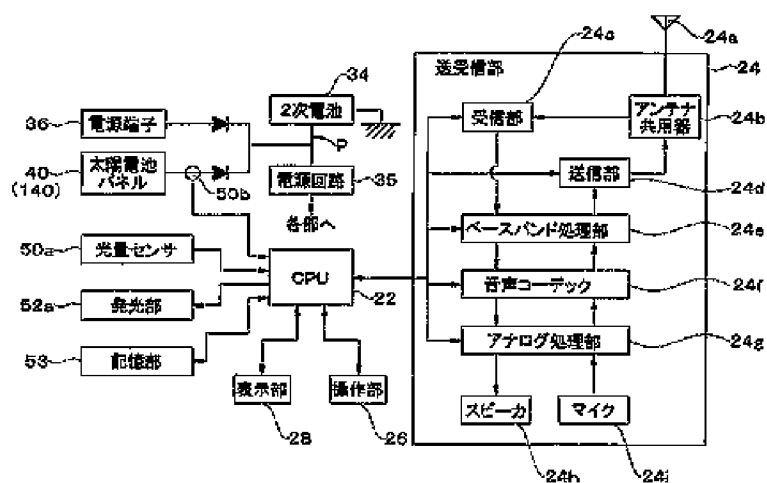 24c
24a
送受信部
24
34
2次電池
36
電源端子
受信部
アンテナ
共用器
24b
P
40
(140)
太陽電池
パネル
50b
電源回路
35
送信部
24d
各部へ
50a
光量センサ
ベースバンド処理部
24e
CPU
22
52a
発光部
音声コーデック
24f
53
記憶部
アナログ処理部
24g
表示部
操作部
スピーカ
マイク
28
26
24h
24i